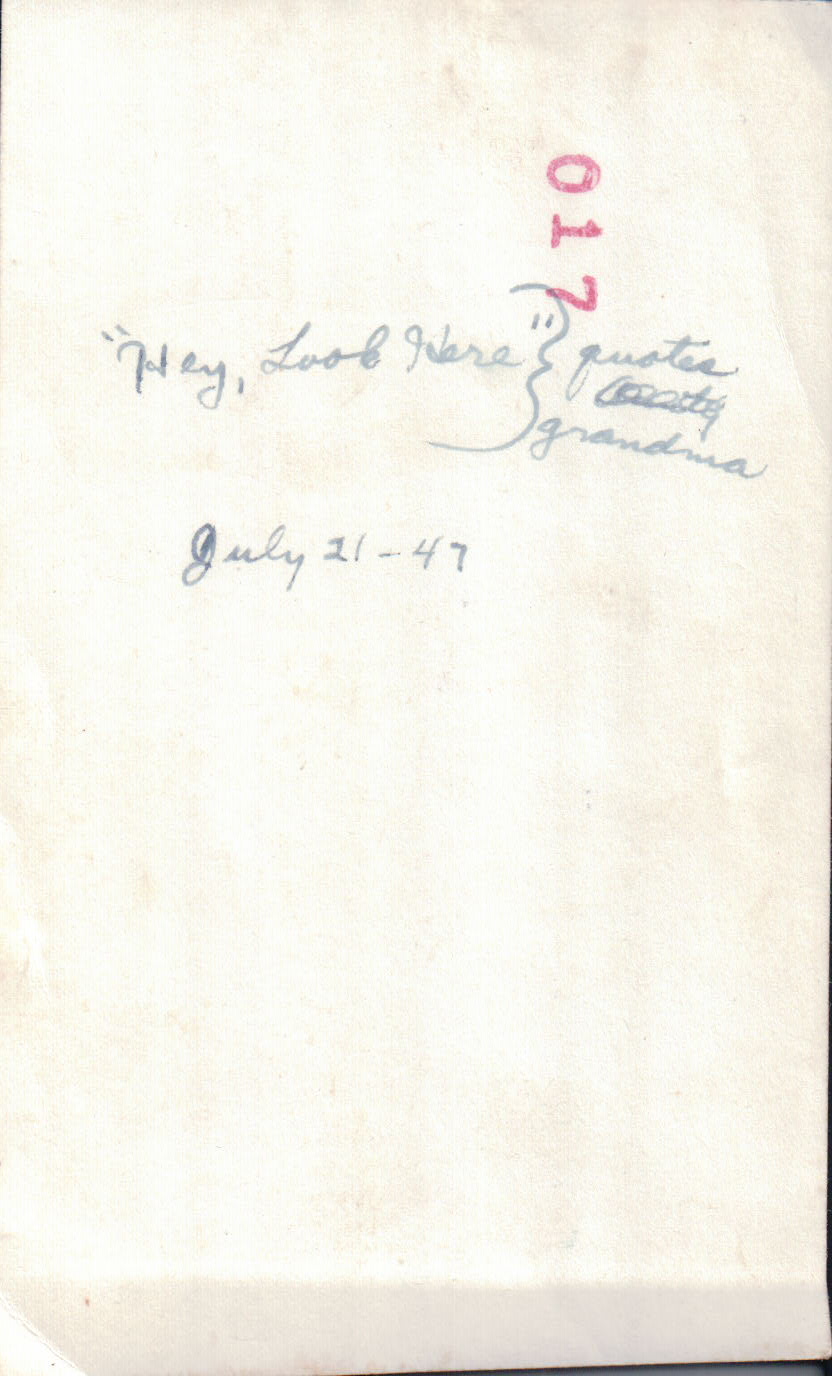 017
"Hey, Look Here" } quotes
grandma
July 21 - 47